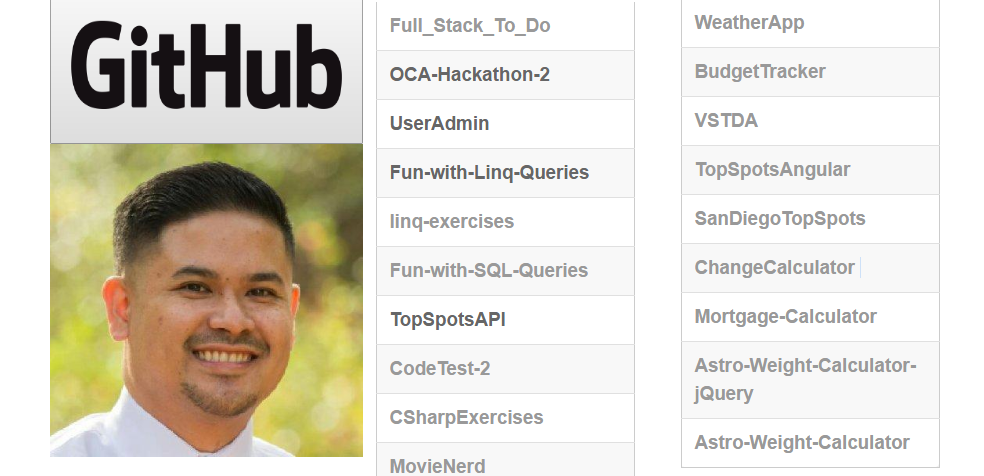 GitHub
Full_Stack_To_Do
OCA-Hackathon-2
UserAdmin
Fun-with-Linq-Queries
linq-exercises
Fun-with-SQL-Queries
TopSpotsAPI
CodeTest-2
CSharpExercises
MovieNerd
WeatherApp
BudgetTracker
VSTDA
TopSpotsAngular
SanDiegoTopSpots
ChangeCalculator
Mortgage-Calculator
Astro-Weight-Calculator-
jQuery
Astro-Weight-Calculator